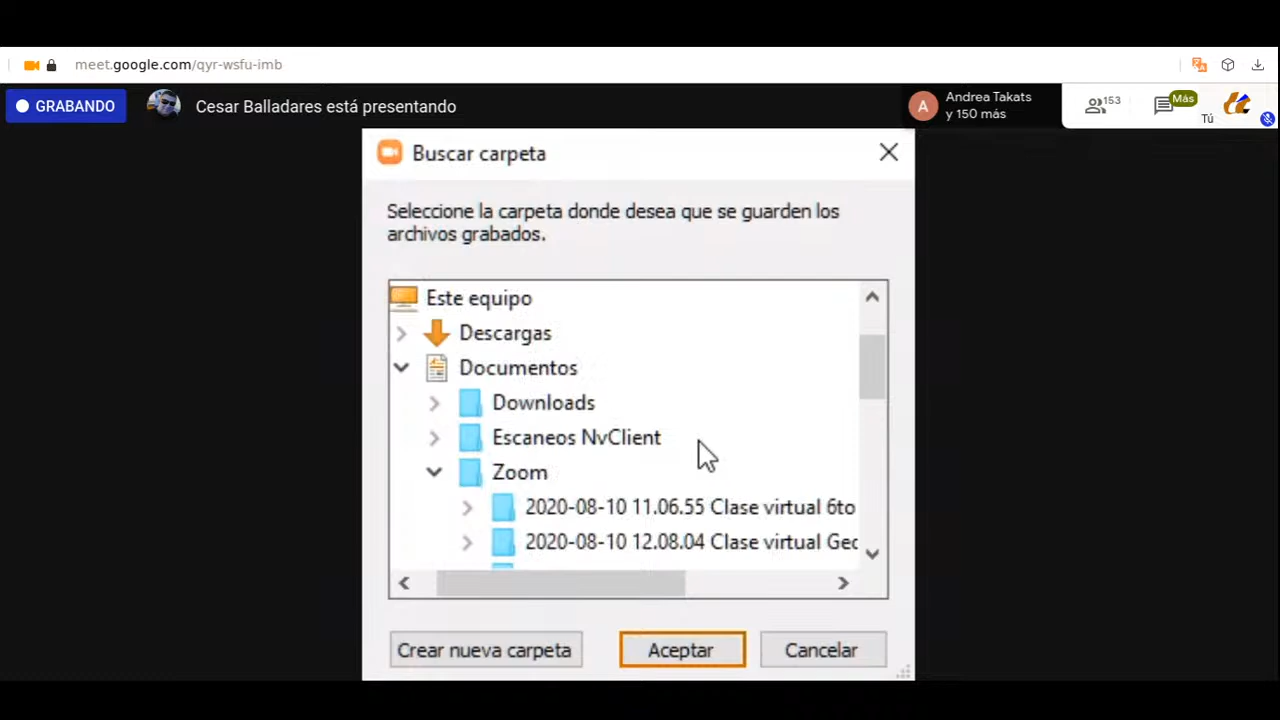 meet.google.com/qyr-wsfu-imb
GRABANDO
Cesar Balladares está presentando
A
Andrea Takats
y 150 más
153
Más
Tú
Buscar carpeta
Seleccione la carpeta donde desea que se guarden los
archivos grabados.
Este equipo
Descargas
Documentos
Downloads
Escaneos NvClient
Zoom
2020-08-10 11.06.55 Clase virtual 6to
2020-08-10 12.08.04 Clase virtual Geo
Crear nueva carpeta
Aceptar
Cancelar